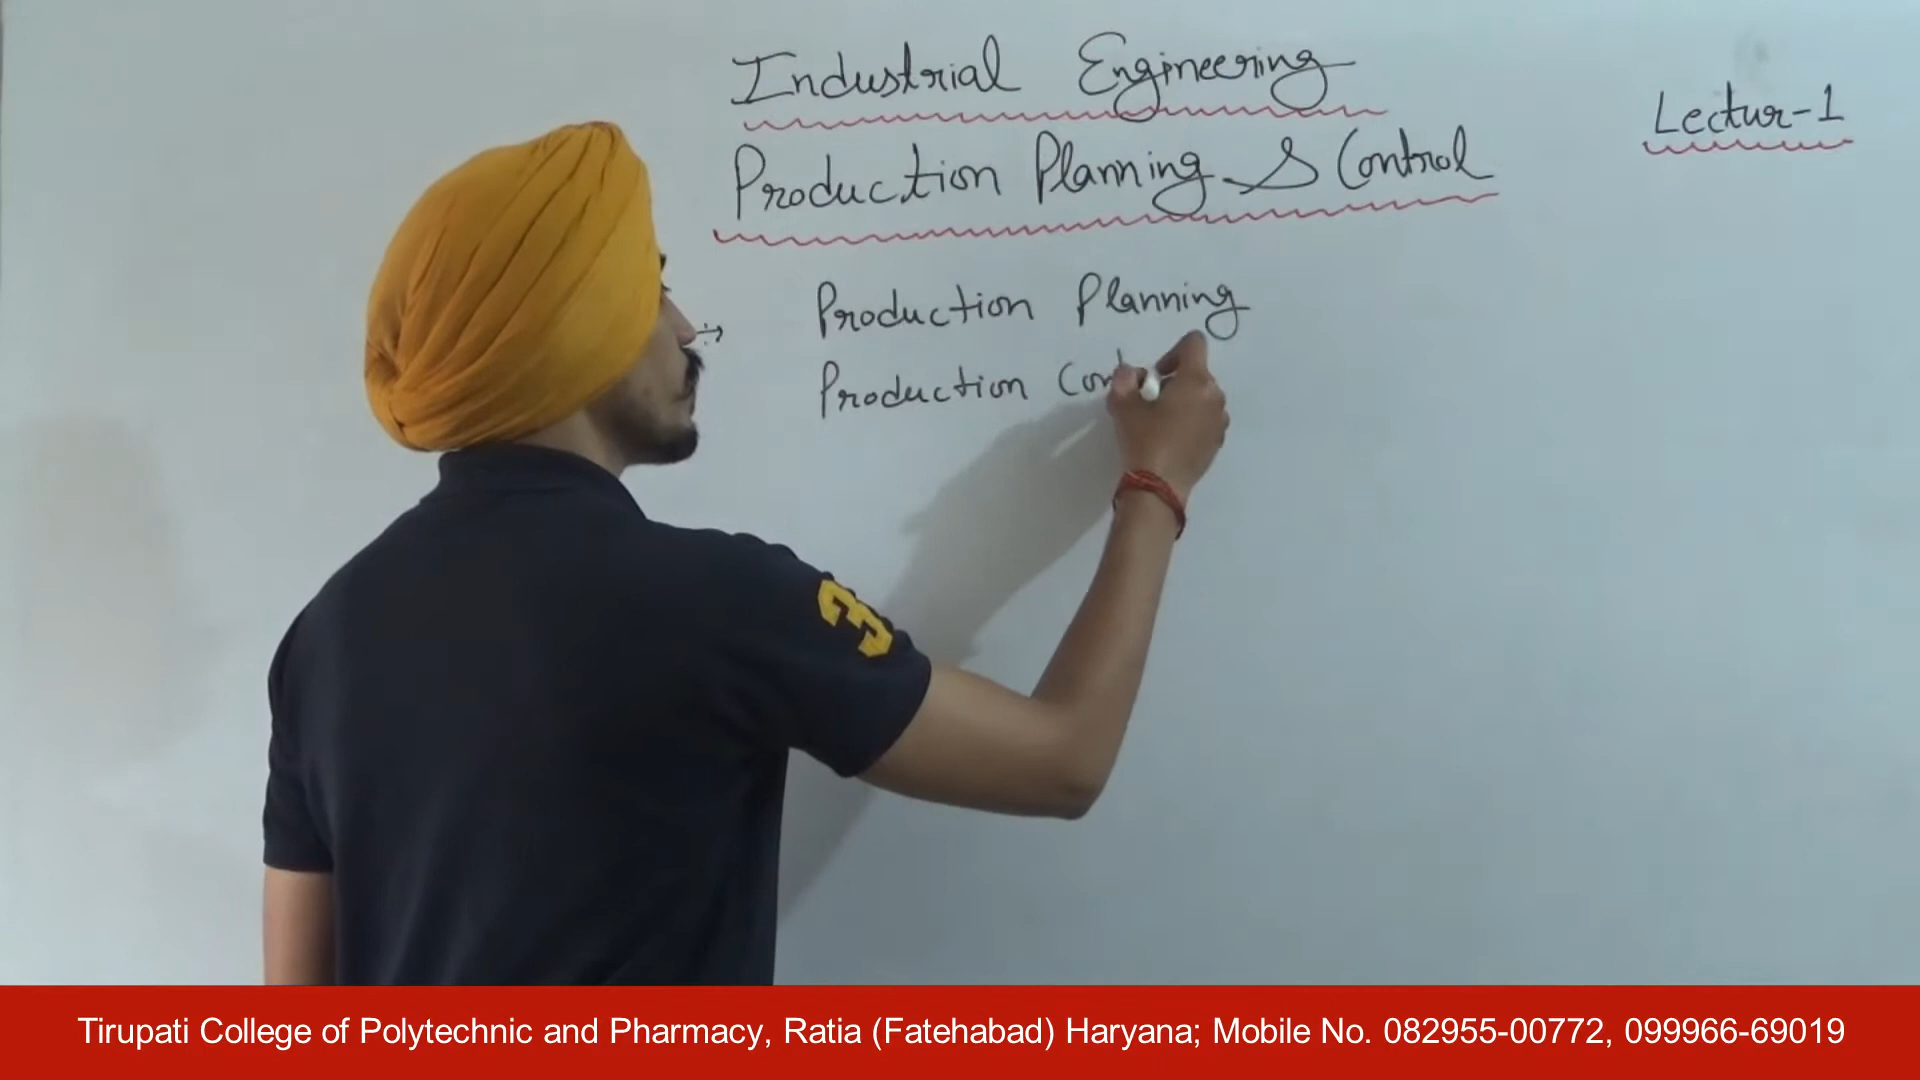 Industrial Engineering
Lectur-1
Production Planning & Control
Production Planning
Production Con
3
Tirupati College of Polytechnic and Pharmacy, Ratia (Fatehabad) Haryana; Mobile No. 082955-00772, 099966-69019